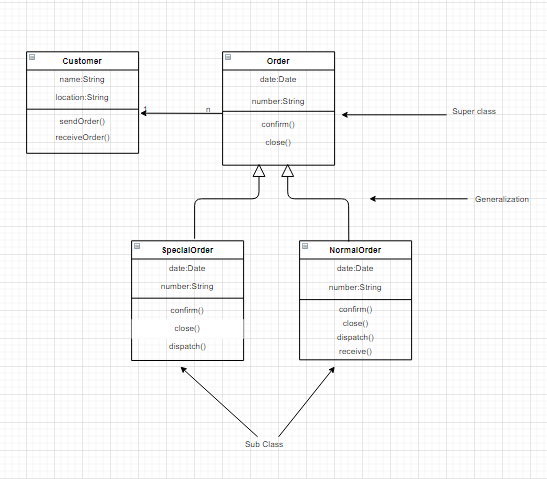 Customer
name:String
location:String
sendOrder()
receiveOrder()
1
n
Order
date:Date
number:String
confirm()
close()
Super class
Generalization
SpecialOrder
date:Date
number:String
confirm()
close()
dispatch()
NormalOrder
date:Date
number:String
confirm()
close()
dispatch()
receive()
Sub Class